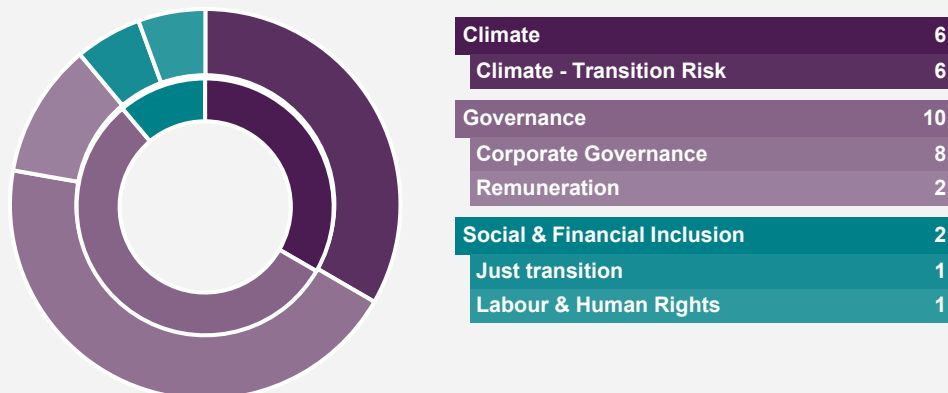 Climate 6
Climate - Transition Risk 6
Governance 10
Corporate Governance 8
Remuneration 2
Social & Financial Inclusion 2
Just transition 1
Labour & Human Rights 1